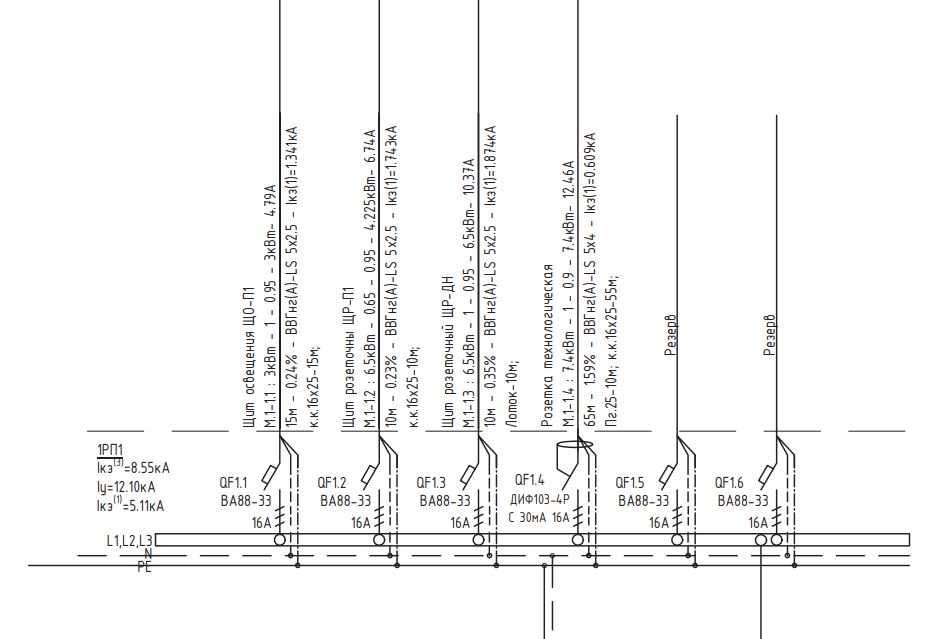 Щит освещения ЩО-П1
М.1-1.1 : 3кВт - 1 - 0.95 - 3кВт- 4.79А
15м - 0.24% - ВВГнг(А)-LS 5х2.5 - Iкз(1)=1.341кА
к.к.16х25-15м;
Щит розеточны ЩР-П1
М.1-1.2 : 6.5кВт - 0.65 - 0.95 - 4.225кВт- 6.74А
10м - 0.23% - ВВГнг(А)-LS 5х2.5 - Iкз(1)=1.743кА
к.к.16х25-10м;
Щит розеточный ЩР-ДН
М.1-1.3 : 6.5кВт - 1 - 0.95 - 6.5кВт- 10.37А
10м - 0.35% - ВВГнг(А)-LS 5х2.5 - Iкз(1)=1.874кА
Лоток-10м;
Розетка технологическая
М.1-1.4 : 7.4кВт - 1 - 0.9 - 7.4кВт- 12.46А
65м - 1.59% - ВВГнг(А)-LS 5х4 - Iкз(1)=0.609кА
Пг.25-10м; к.к.16х25-55м;
Резерв
Резерв
1РП1
Iкз(3)=8.55кА
Iу=12.10кА
Iкз(1)=5.11кА
QF1.1
ВА88-33
16А
QF1.2
ВА88-33
16А
QF1.3
ВА88-33
16А
QF1.4
ДИФ103-4Р
С 30мА 16А
QF1.5
ВА88-33
16А
QF1.6
ВА88-33
16А
L1,L2,L3
N
PE